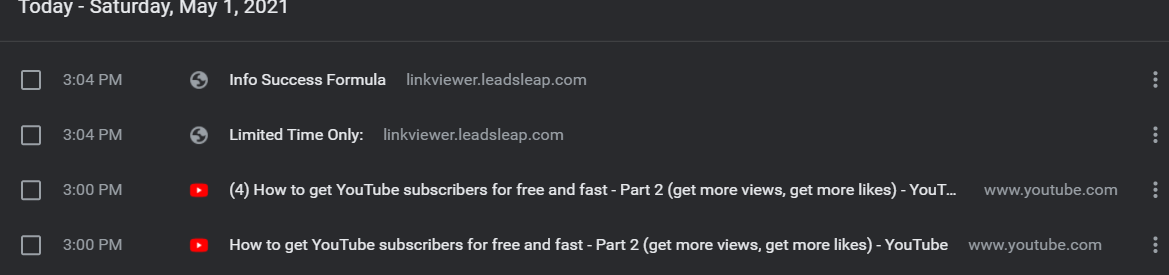 Today - Saturday, May 1, 2021
3:04 PM Info Success Formula linkviewer.leadsleap.com
3:04 PM Limited Time Only: linkviewer.leadsleap.com
3:00 PM (4) How to get YouTube subscribers for free and fast - Part 2 (get more views, get more likes) - YouT... www.youtube.com
3:00 PM How to get YouTube subscribers for free and fast - Part 2 (get more views, get more likes) - YouTube www.youtube.com